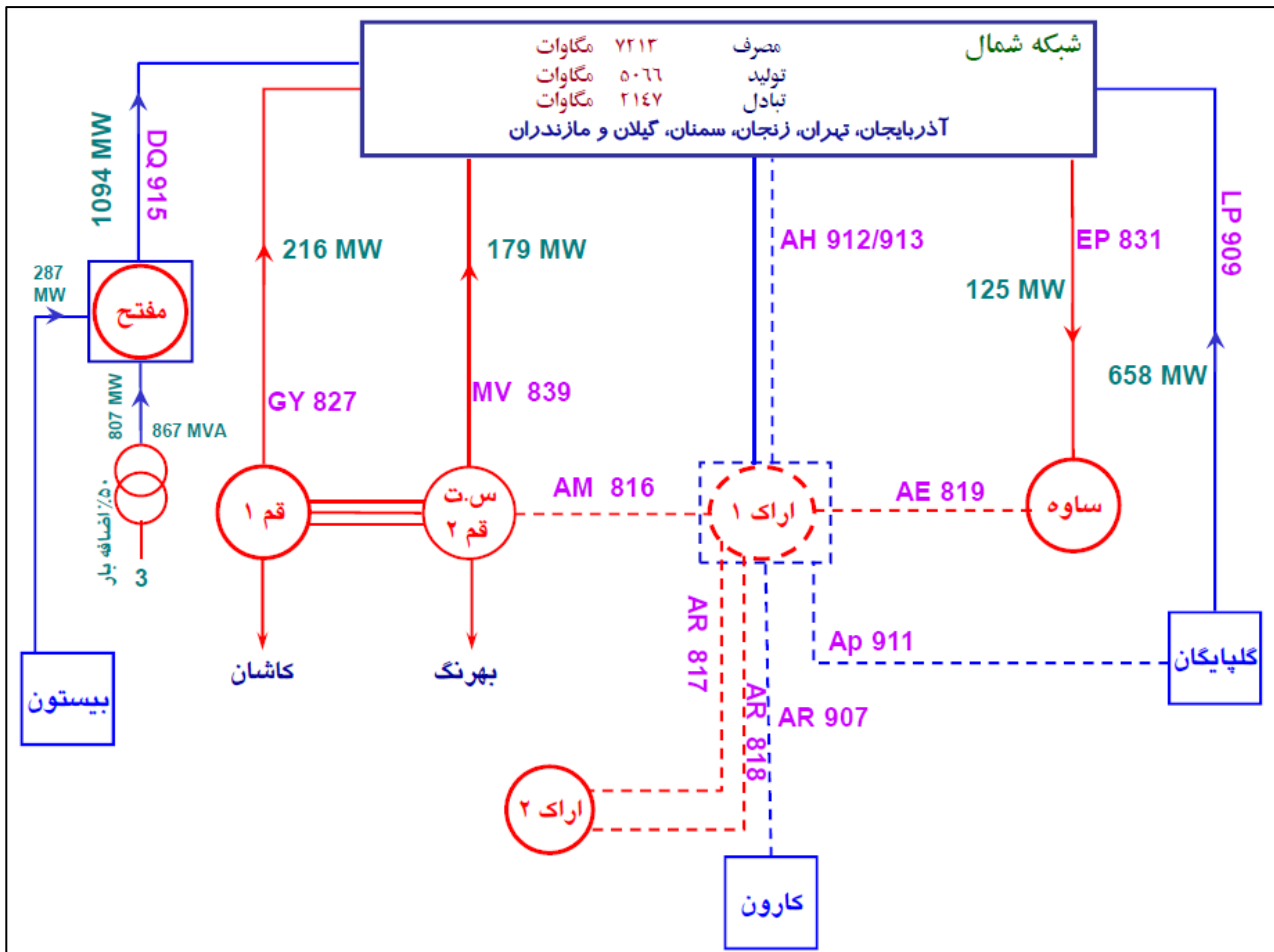 شبکه شمال
مصرف ۷۲۱۳ مگاوات
تولید ۵۰۶۶ مگاوات
تبادل ۲۱٤۷ مگاوات
آذربایجان، تهران، زنجان، سمنان، گیلان و مازندران
1094 MW
DQ 915
216 MW
179 MW
AH 912/913
EP 831
125 MW
LP 909
658 MW
287
MW
مفتح
807 MW
867 MVA
۵۰٪ اضافه بار
3
GY 827
MV 839
قم ۱
س.ت
قم ۲
AM 816
اراک ۱
AE 819
ساوه
کاشان
بهرنگ
بیستون
AR 817
AR 818
AR 907
Ap 911
گلپایگان
اراک ۲
کارون